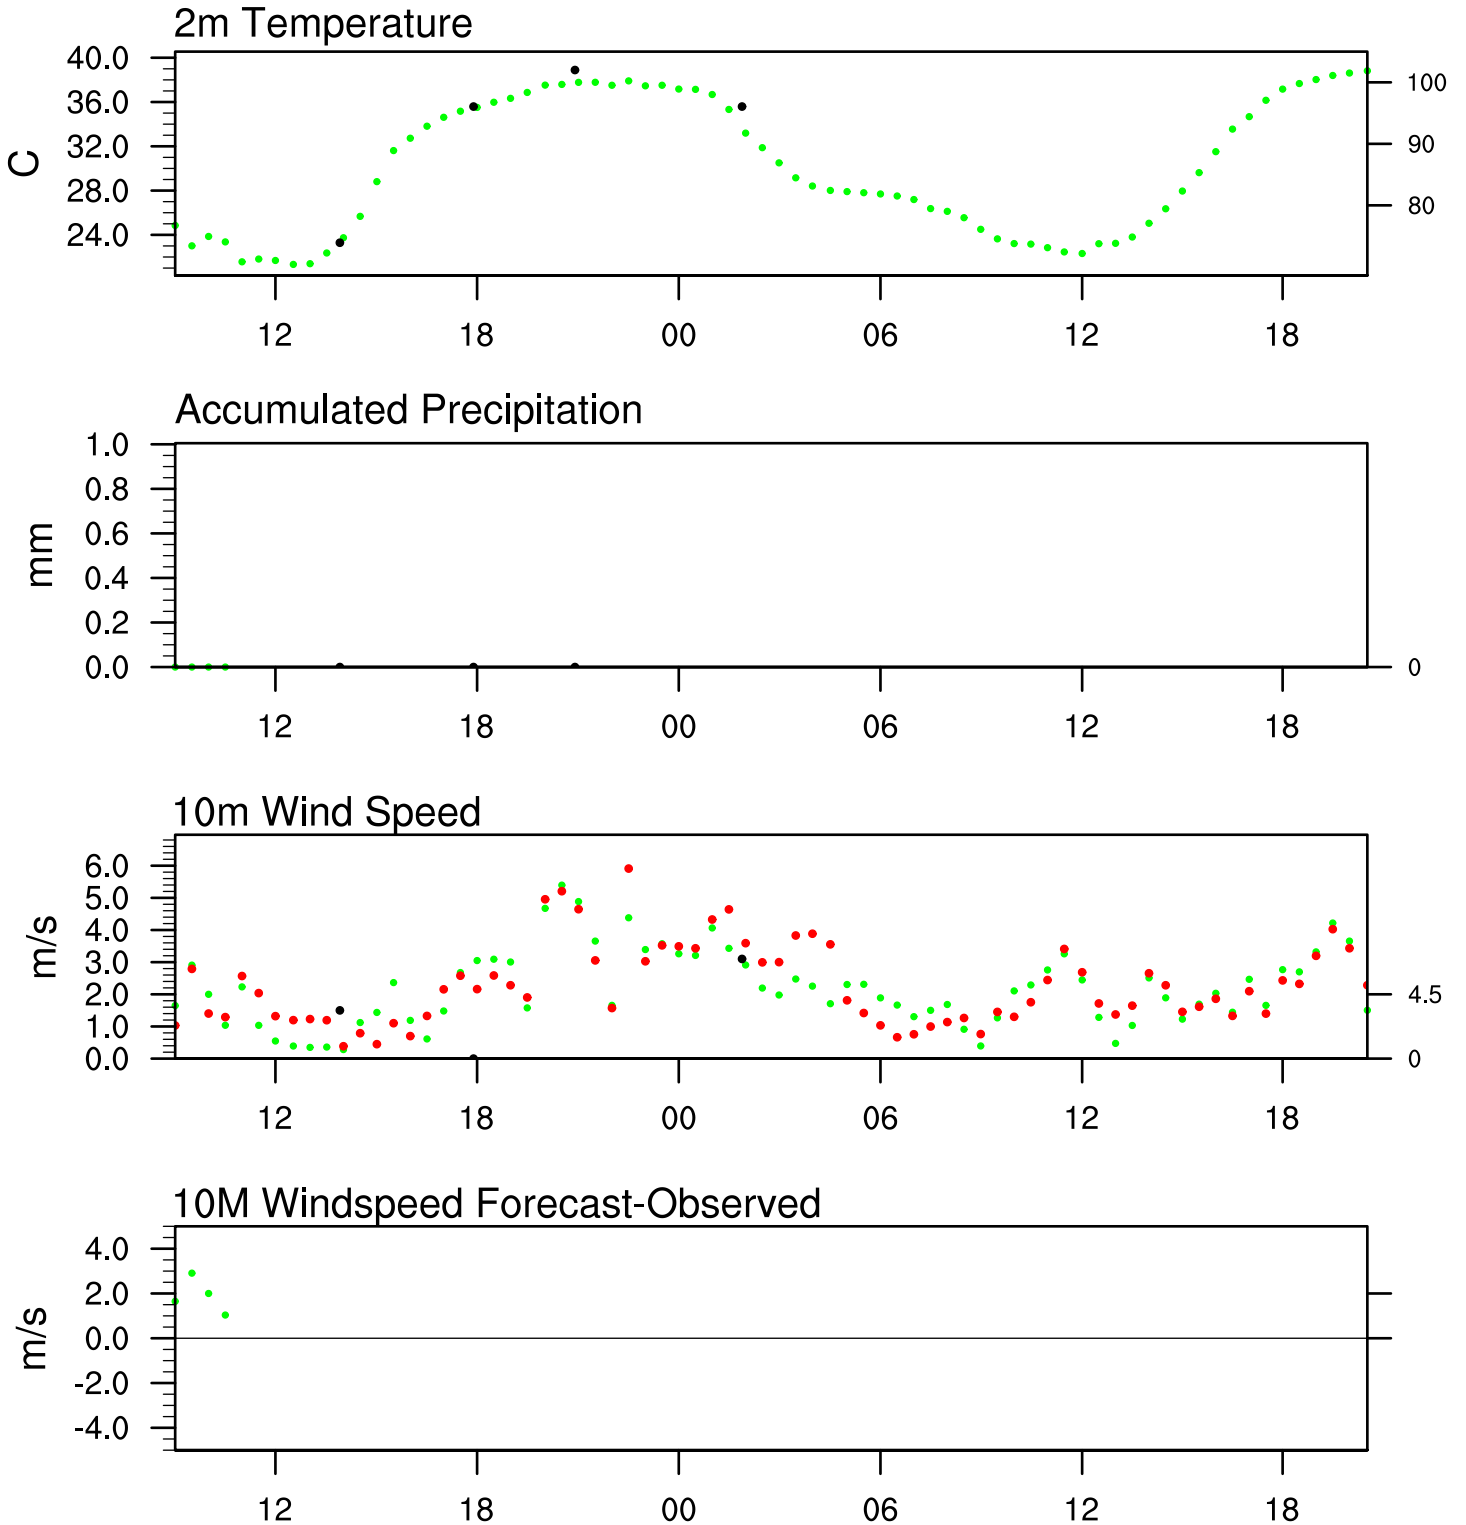 2m Temperature
40.0
36.0
32.0
28.0
24.0
C
100
90
80
12 18 00 06 12 18
Accumulated Precipitation
1.0
0.8
0.6
0.4
0.2
0.0
mm
0
12 18 00 06 12 18
10m Wind Speed
6.0
5.0
4.0
3.0
2.0
1.0
0.0
m/s
4.5
0
12 18 00 06 12 18
10M Windspeed Forecast-Observed
4.0
2.0
0.0
-2.0
-4.0
m/s
12 18 00 06 12 18